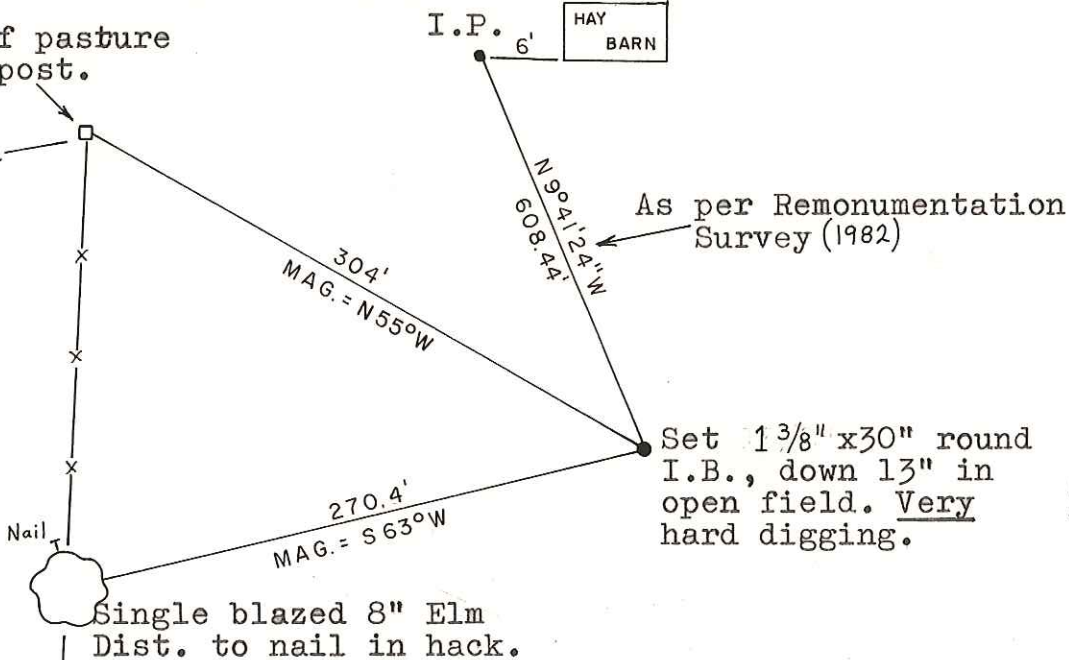 f pasture
post.
I.P.
6'
HAY
BARN
N 9°41'24"W
608.44'
As per Remonumentation
Survey (1982)
304'
MAG. = N 55°W
Set 1 3/8" x30" round
I.B., down 13" in
open field. Very
hard digging.
270.4'
MAG. = S 63°W
Nail
Single blazed 8" Elm
Dist. to nail in hack.